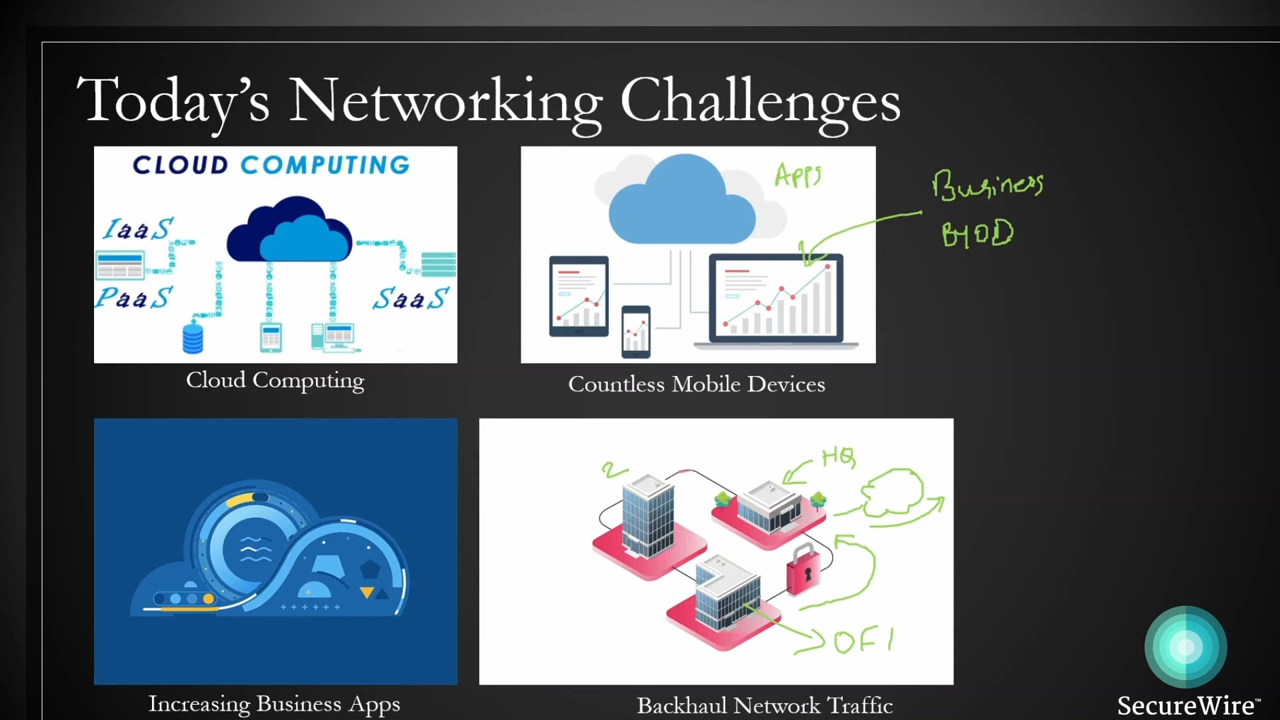 Today's Networking Challenges
CLOUD COMPUTING
IaaS
PaaS
SaaS
Cloud Computing
Apps
Business
BYOD
Countless Mobile Devices
Increasing Business Apps
2
HQ
OF1
Backhaul Network Traffic
SecureWire™